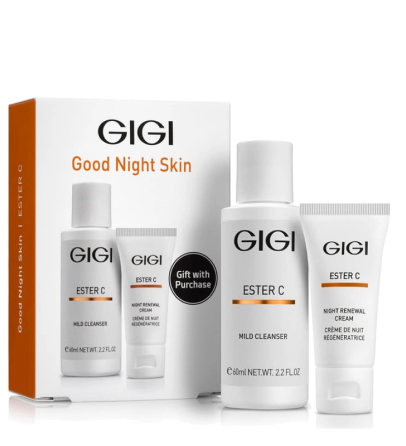 Good Night Skin | ESTER C
GIGI
Good Night Skin
GIGI
ESTER C
MILD CLEANSER
℮60ml NET.WT. 2.2 FL.OZ
GIGI
ESTER C
NIGHT RENEWAL
CREAM
CRÈME DE NUIT
RÉGÉNÉRATRICE
Gift with
Purchase
GIGI
ESTER C
MILD CLEANSER
℮60ml NET.WT. 2.2 FL.OZ
GIGI
ESTER C
NIGHT RENEWAL
CREAM
CRÈME DE NUIT
RÉGÉNÉRATRICE